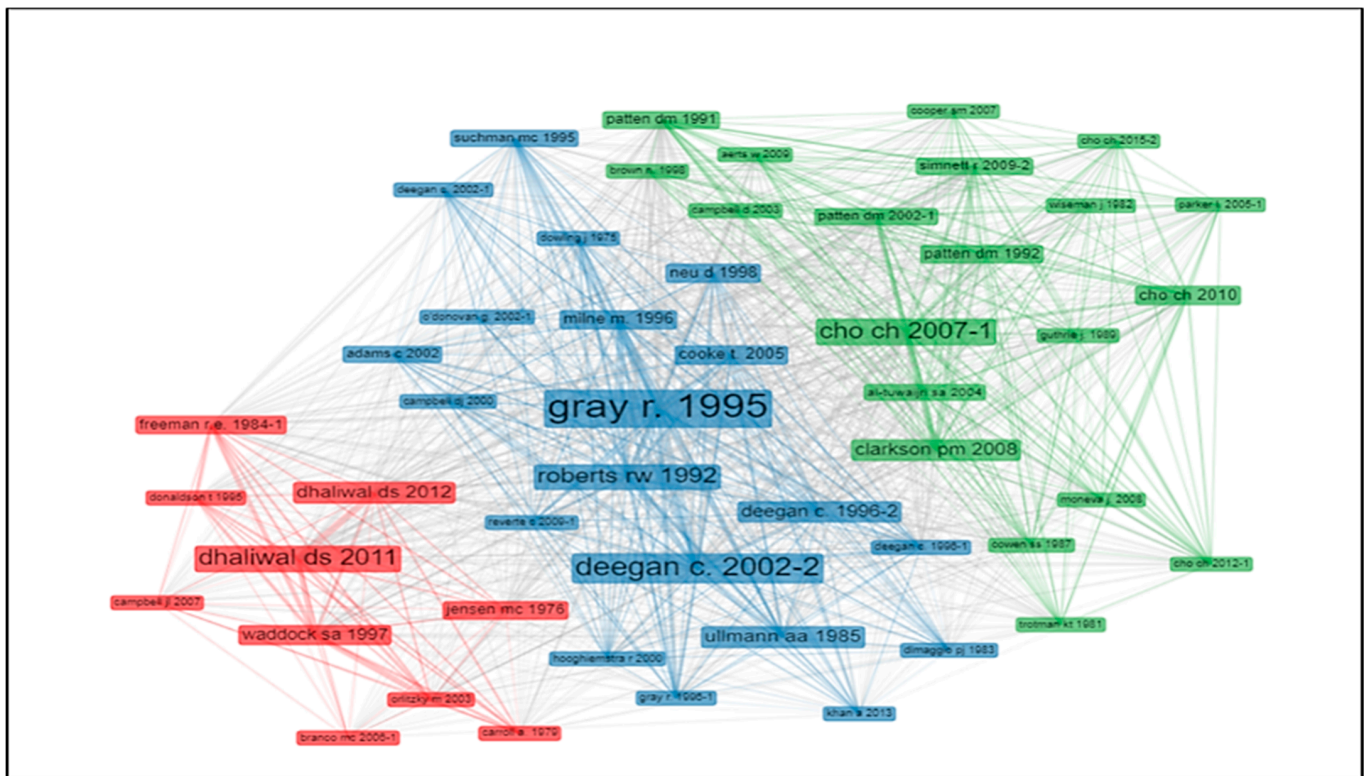 cooper sm 2007
patten dm 1991
suchman mc 1995
cho ch 2015-2
aerts w 2009
simnett r 2009-2
brown n. 1998
deegan c. 2002-1
wiseman j 1982
parker l. 2005-1
campbell d 2003
patten dm 2002-1
dowling j 1975
patten dm 1992
neu d 1998
cho ch 2010
o'donovan g. 2002-1
milne m. 1996
cho ch 2007-1
guthrie j. 1989
adams c 2002
cooke t. 2005
al-tuwaijri sa 2004
campbell dj 2000
gray r. 1995
freeman r.e. 1984-1
clarkson pm 2008
roberts rw 1992
dhaliwal ds 2012
donaldson t 1995
moneva j. 2008
deegan c. 1996-2
reverte c 2009-1
cowen ss 1987
deegan c. 1996-1
dhaliwal ds 2011
deegan c. 2002-2
cho ch 2012-1
campbell jl 2007
jensen mc 1976
trotman kt 1981
waddock sa 1997
ullmann aa 1985
dimaggio pj 1983
hooghiemstra r 2000
orlitzky m 2003
gray r. 1995-1
khan a 2013
carroll a. 1979
branco mc 2006-1